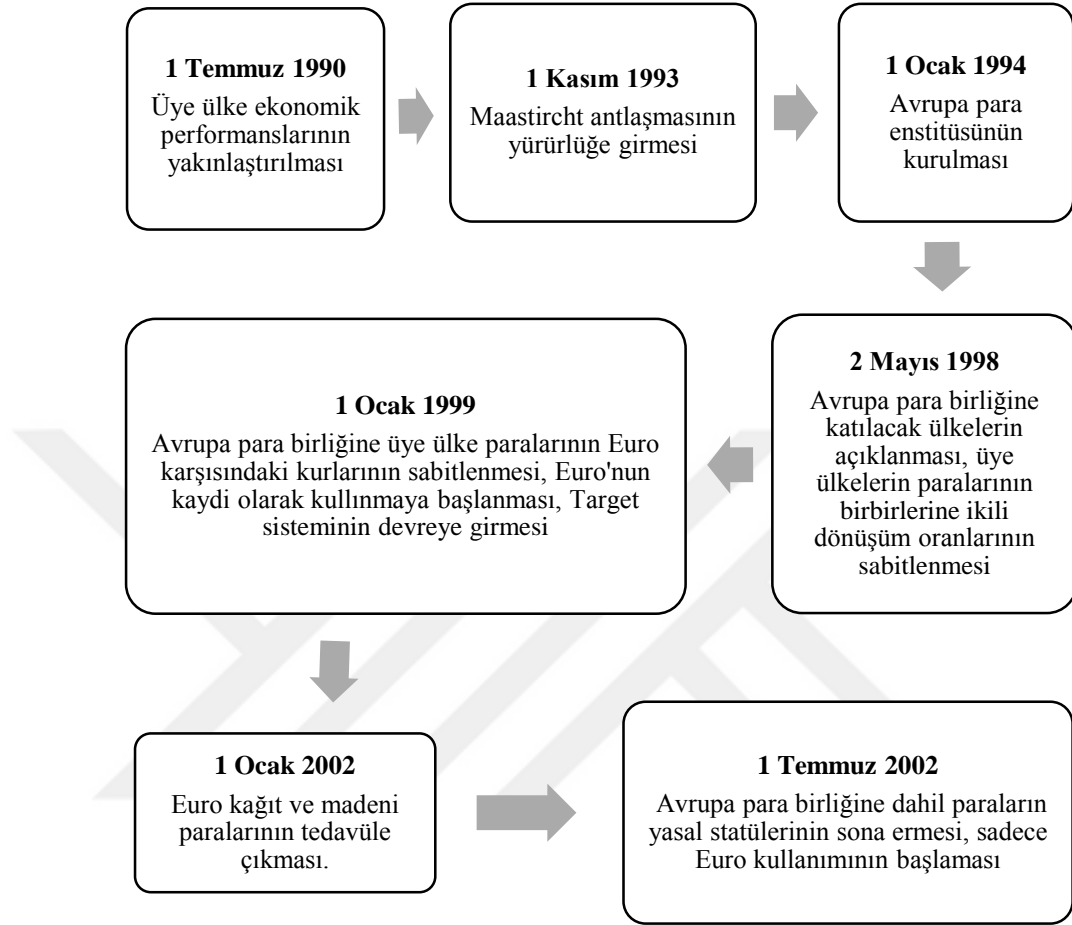 1 Temmuz 1990
Üye ülke ekonomik
performanslarının
yakınlaştırılması
1 Kasım 1993
Maastircht antlaşmasının
yürürlüğe girmesi
1 Ocak 1994
Avrupa para
enstitüsünün
kurulması
2 Mayıs 1998
Avrupa para birliğine
katılacak ülkelerin
açıklanması, üye
ülkelerin paralarının
birbirlerine ikili
dönüşüm oranlarının
sabitlenmesi
1 Ocak 1999
Avrupa para birliğine üye ülke paralarının Euro
karşısındaki kurlarının sabitlenmesi, Euro'nun
kaydi olarak kullınmaya başlanması, Target
sisteminin devreye girmesi
1 Ocak 2002
Euro kağıt ve madeni
paralarının tedavüle
çıkması.
1 Temmuz 2002
Avrupa para birliğine dahil paraların
yasal statülerinin sona ermesi, sadece
Euro kullanımının başlaması